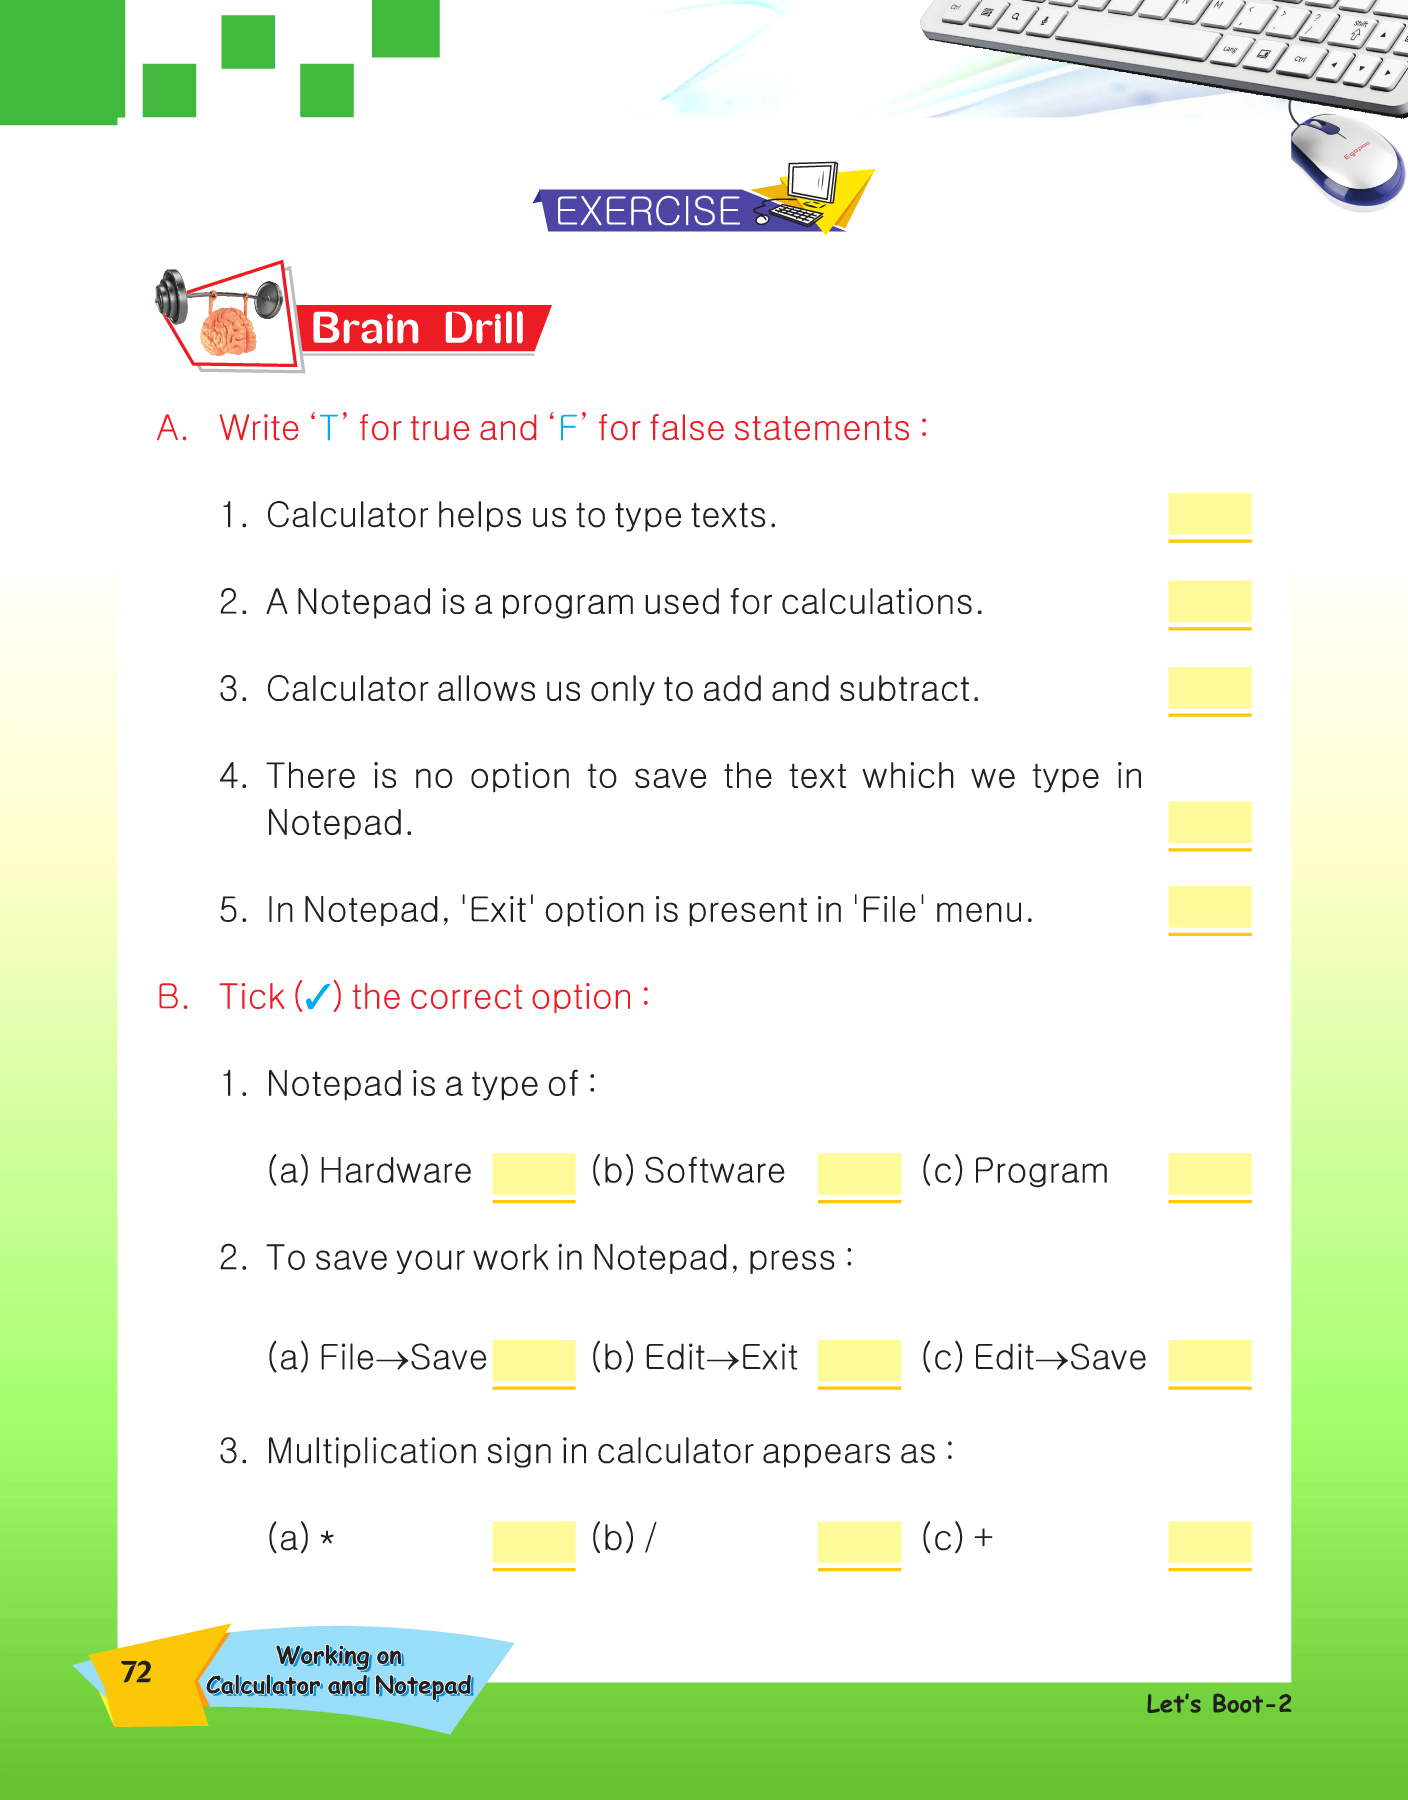 EXERCISE
Brain Drill
A. Write ‘T’ for true and ‘F’ for false statements :
1. Calculator helps us to type texts.
2. A Notepad is a program used for calculations.
3. Calculator allows us only to add and subtract.
4. There is no option to save the text which we type in
Notepad.
5. In Notepad, 'Exit' option is present in 'File' menu.
B. Tick (✓) the correct option :
1. Notepad is a type of :
(a) Hardware (b) Software (c) Program
2. To save your work in Notepad, press :
(a) File→Save (b) Edit→Exit (c) Edit→Save
3. Multiplication sign in calculator appears as :
(a) * (b) / (c) +
72
Working on
Calculator and Notepad
Let's Boot-2